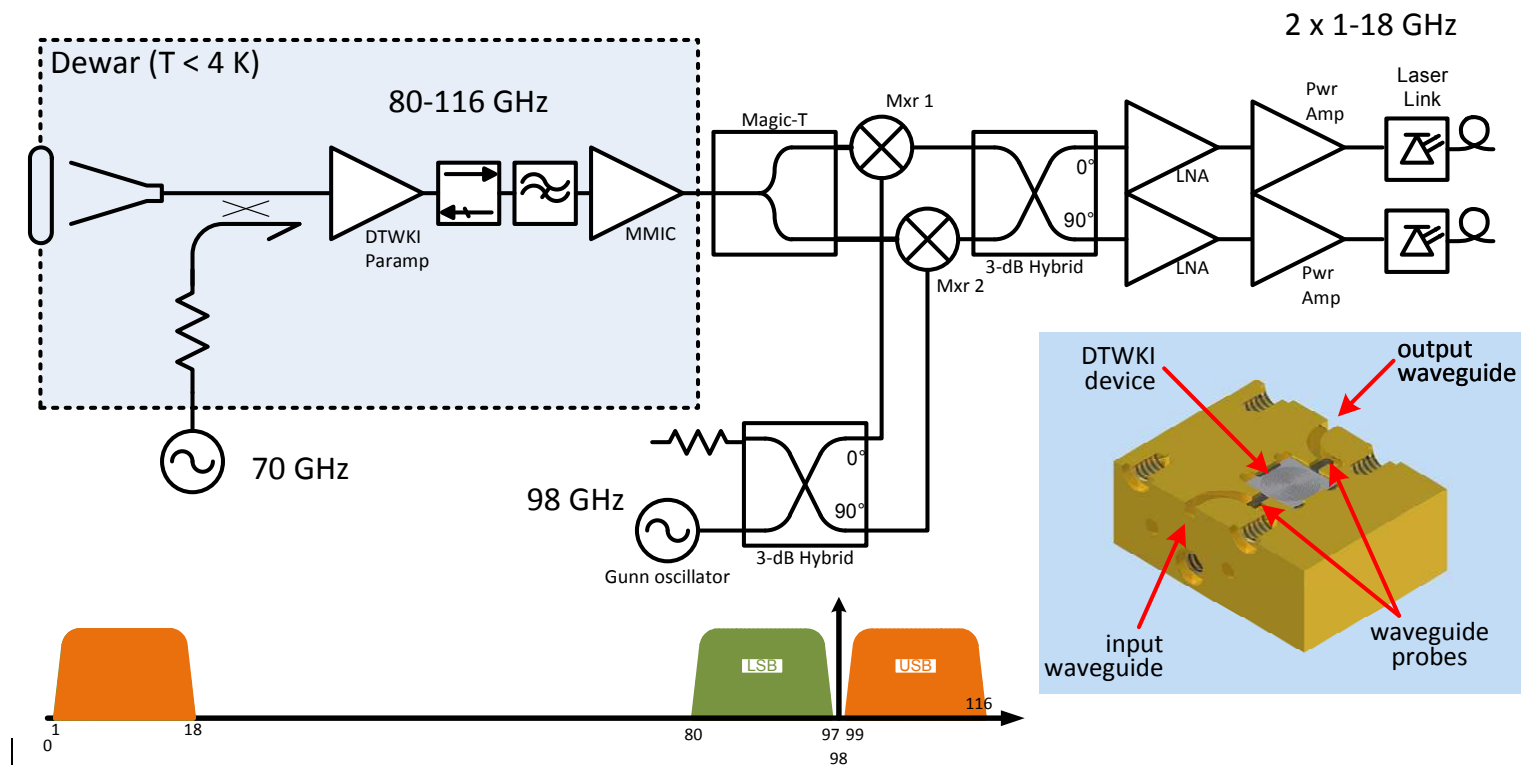 2 x 1-18 GHz
Dewar (T < 4 K)
80-116 GHz
Magic-T
Mxr 1
Pwr
Amp
Laser
Link
0°
LNA
DTWKI
Paramp
MMIC
90°
3-dB Hybrid
LNA
Mxr 2
Pwr
Amp
70 GHz
98 GHz
0°
90°
3-dB Hybrid
Gunn oscillator
DTWKI
device
output
waveguide
input
waveguide
waveguide
probes
LSB
USB
116
1
0
18
80
97
99
98